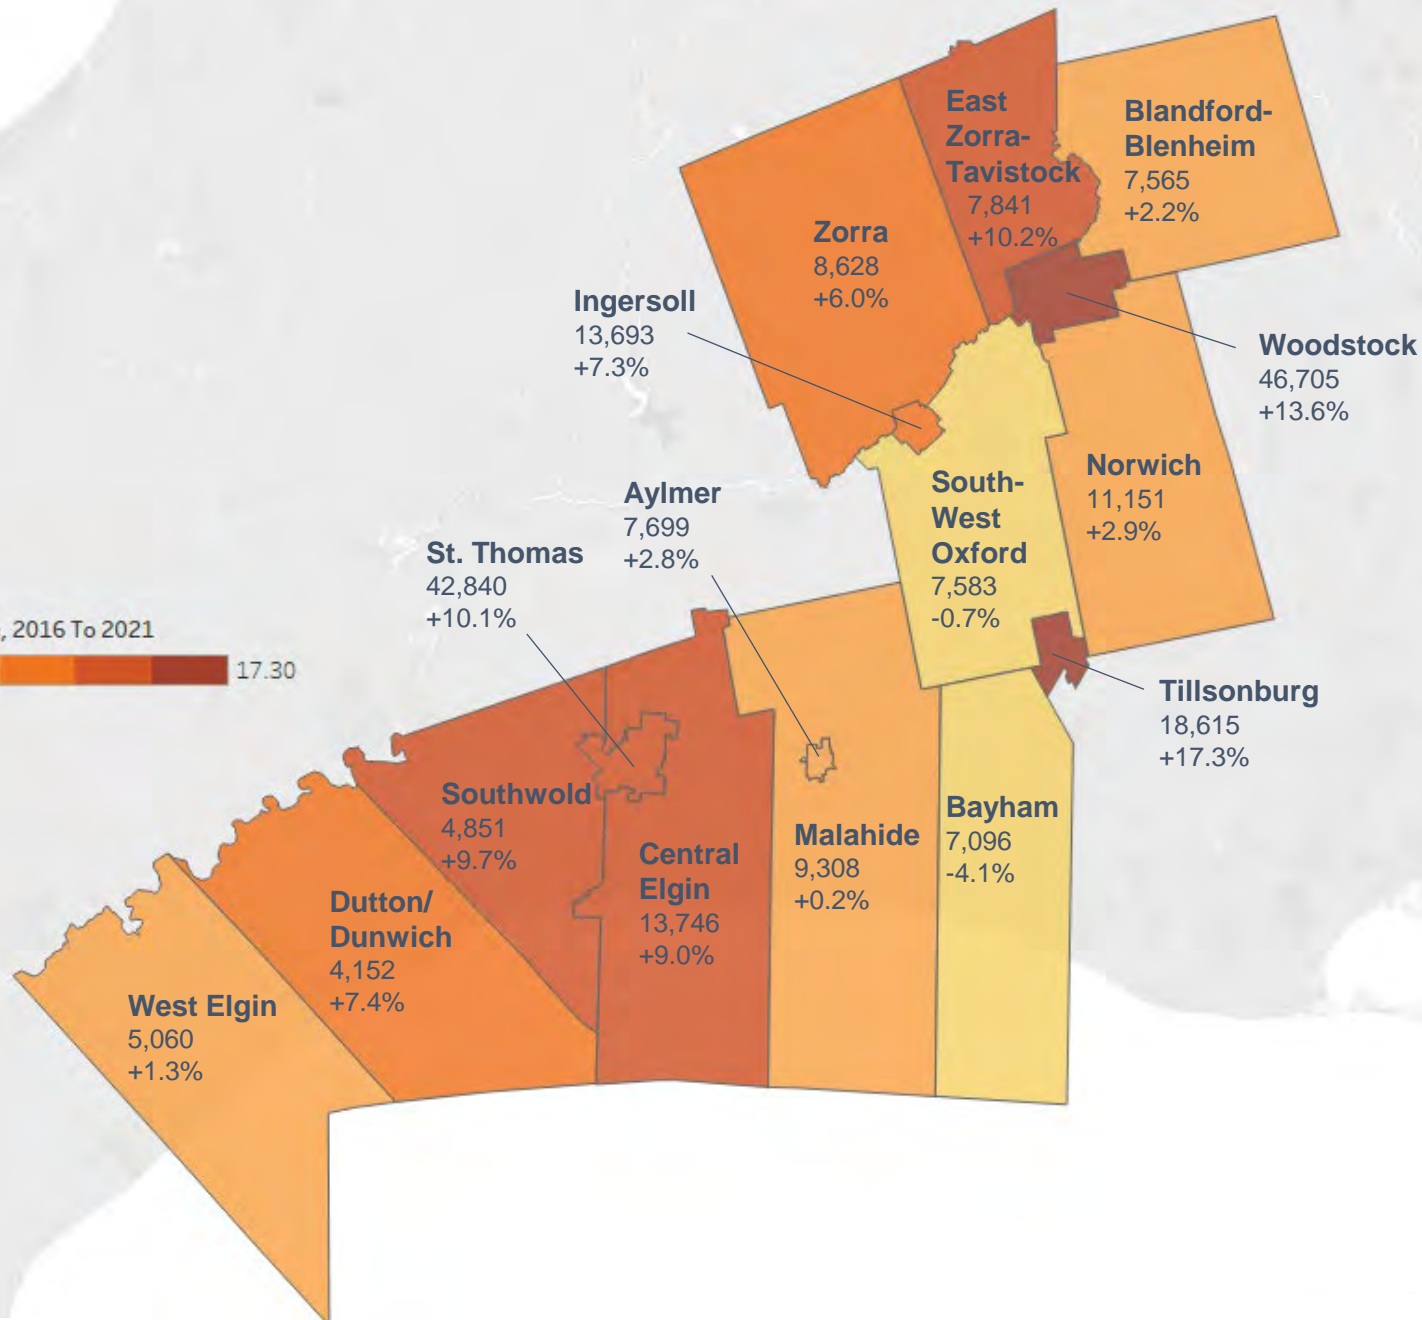 East
Zorra-
Tavistock
7,841
+10.2%
Blandford-
Blenheim
7,565
+2.2%
Zorra
8,628
+6.0%
Ingersoll
13,693
+7.3%
Woodstock
46,705
+13.6%
Norwich
11,151
+2.9%
South-
West
Oxford
7,583
-0.7%
Aylmer
7,699
+2.8%
St. Thomas
42,840
+10.1%
, 2016 To 2021
17.30
Tillsonburg
18,615
+17.3%
Southwold
4,851
+9.7%
Central
Elgin
13,746
+9.0%
Malahide
9,308
+0.2%
Bayham
7,096
-4.1%
Dutton/
Dunwich
4,152
+7.4%
West Elgin
5,060
+1.3%